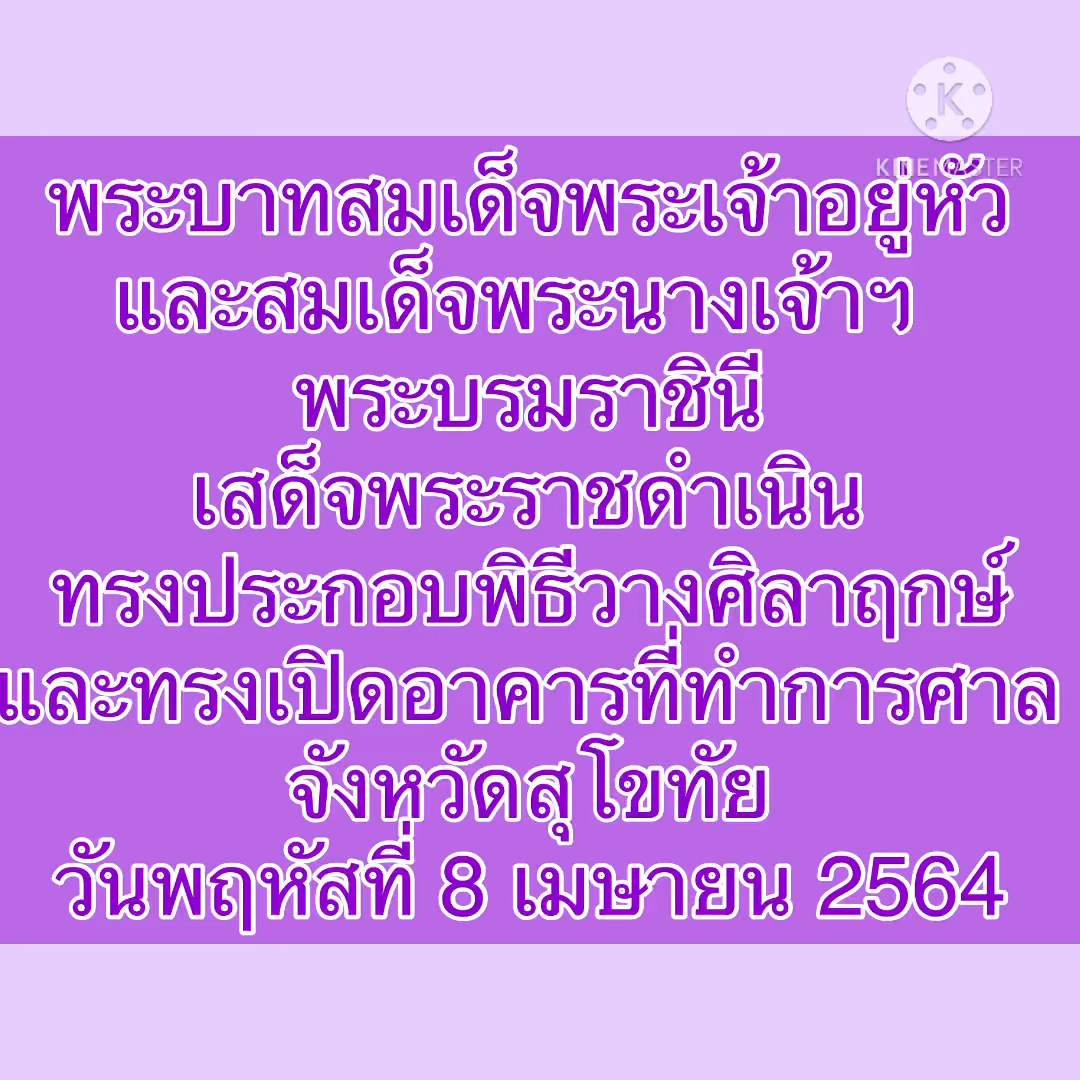 K
KINEMASTER
พระบาทสมเด็จพระเจ้าอยู่หัว
และสมเด็จพระนางเจ้าฯ
พระบรมราชินี
เสด็จพระราชดำเนิน
ทรงประกอบพิธีวางศิลาฤกษ์
และทรงเปิดอาคารที่ทำการศาล
จังหวัดสุโขทัย
วันพฤหัสที่ 8 เมษายน 2564